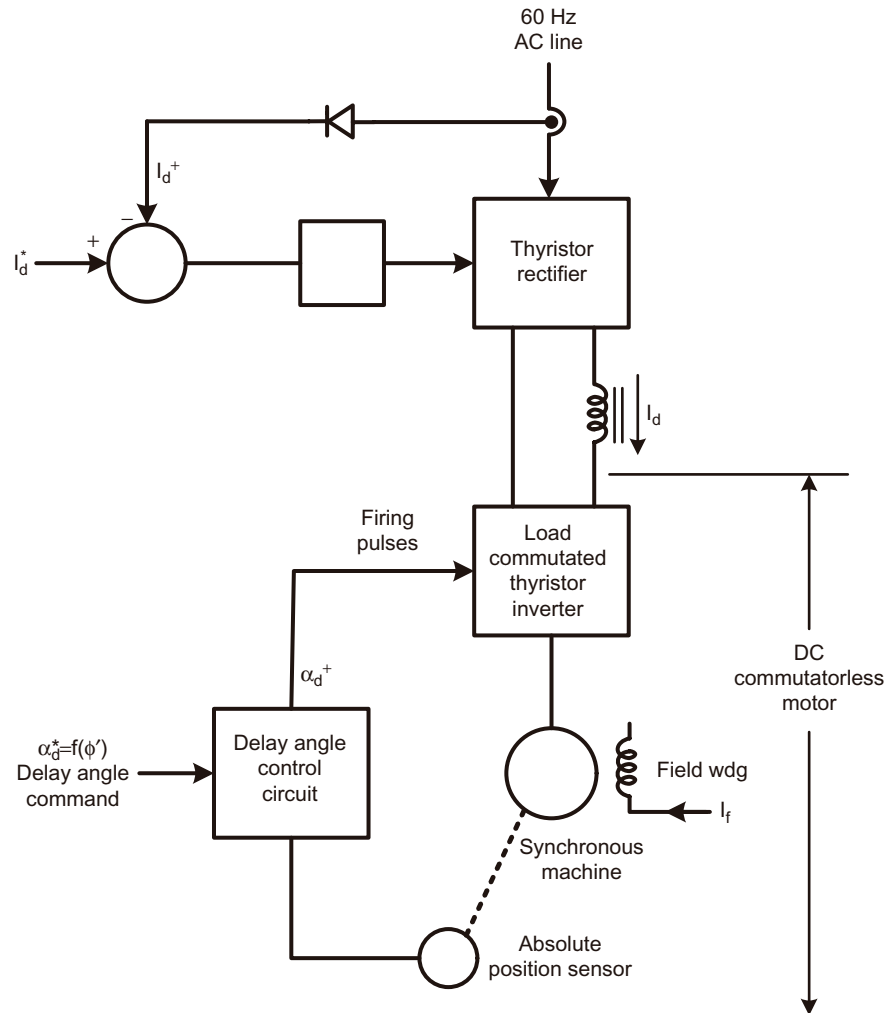 60 Hz
AC line
I_d^+
−
+
I_d^*
Thyristor
rectifier
I_d
Firing
pulses
Load
commutated
thyristor
inverter
DC
commutatorless
motor
α_d^+
α_d^*=f(ϕ′)
Delay angle
command
Delay angle
control
circuit
Field wdg
I_f
Synchronous
machine
Absolute
position sensor